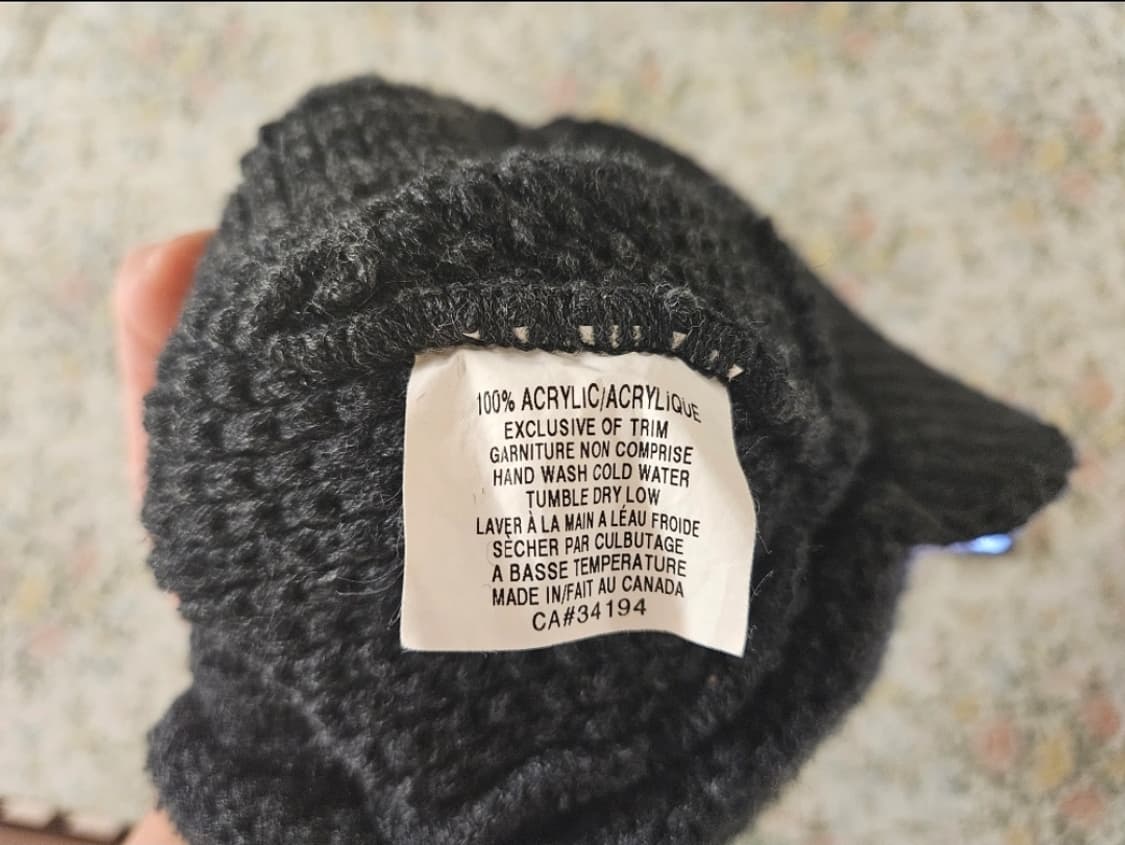 100% ACRYLIC/ACRYLIQUE
EXCLUSIVE OF TRIM
GARNITURE NON COMPRISE
HAND WASH COLD WATER
TUMBLE DRY LOW
LAVER À LA MAIN A LÉAU FROIDE
SÈCHER PAR CULBUTAGE
A BASSE TEMPERATURE
MADE IN/FAIT AU CANADA
CA#34194